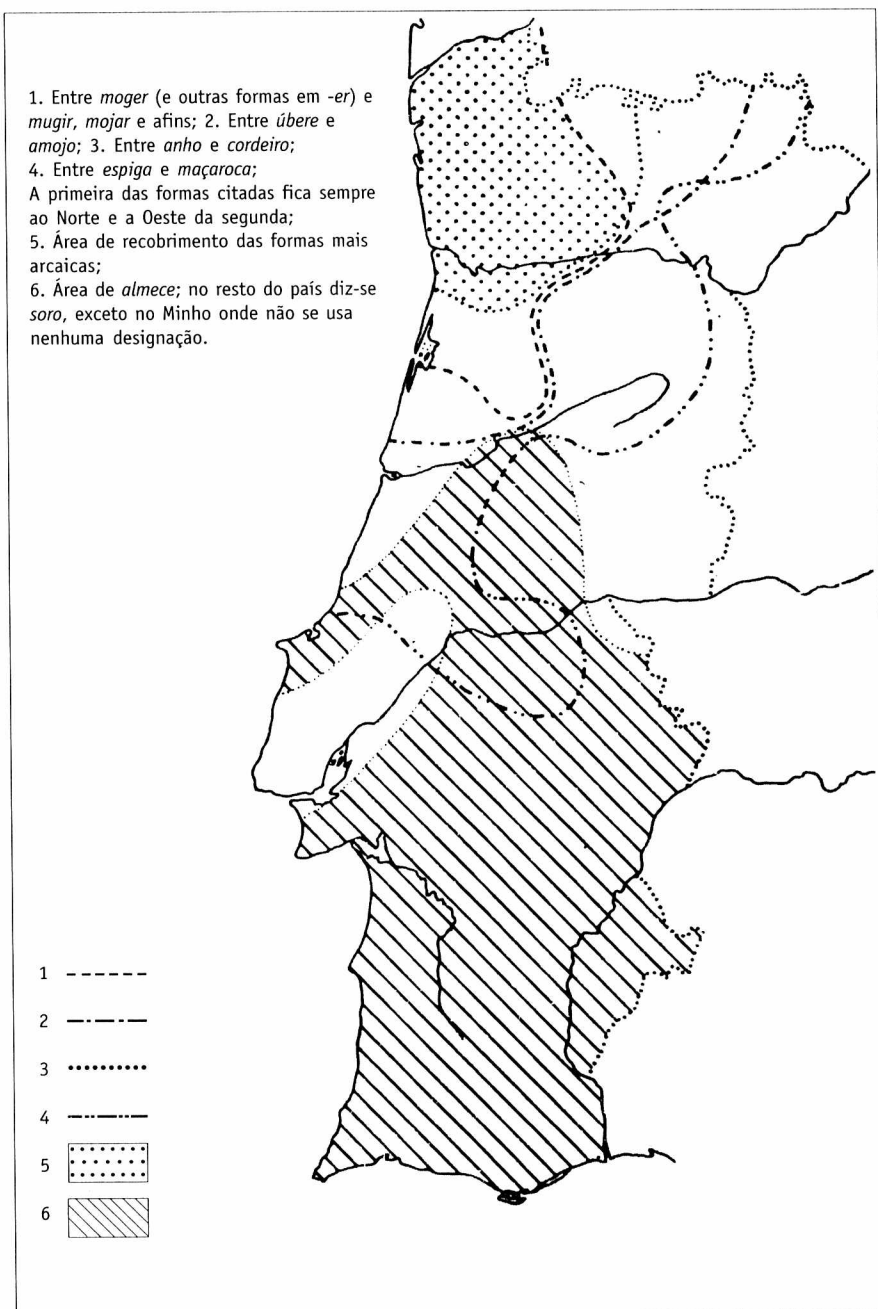 1. Entre moger (e outras formas em -er) e
mugir, mojar e afins; 2. Entre úbere e
amojo; 3. Entre anho e cordeiro;
4. Entre espiga e maçaroca;
A primeira das formas citadas fica sempre
ao Norte e a Oeste da segunda;
5. Área de recobrimento das formas mais
arcaicas;
6. Área de almece; no resto do país diz-se
soro, exceto no Minho onde não se usa
nenhuma designação.
1
2
3
4
5
6